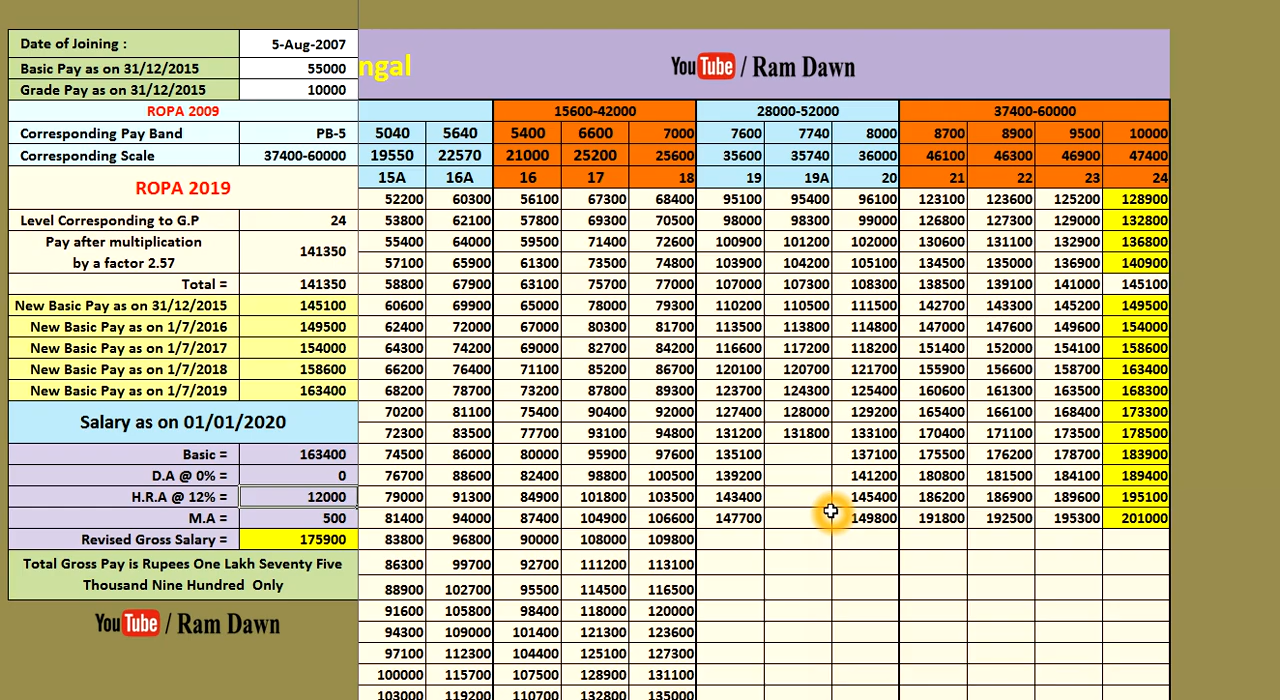 Date of Joining : 5-Aug-2007
Basic Pay as on 31/12/2015 55000
Grade Pay as on 31/12/2015 10000
ngal
YouTube / Ram Dawn
ROPA 2009 15600-42000 28000-52000 37400-60000
Corresponding Pay Band PB-5 5040 5640 5400 6600 7000 7600 7740 8000 8700 8900 9500 10000
Corresponding Scale 37400-60000 19550 22570 21000 25200 25600 35600 35740 36000 46100 46300 46900 47400
ROPA 2019 15A 16A 16 17 18 19 19A 20 21 22 23 24
52200 60300 56100 67300 68400 95100 95400 96100 123100 123600 125200 128900
Level Corresponding to G.P 24 53800 62100 57800 69300 70500 98000 98300 99000 126800 127300 129000 132800
Pay after multiplication 55400 64000 59500 71400 72600 100900 101200 102000 130600 131100 132900 136800
by a factor 2.57 141350 57100 65900 61300 73500 74800 103900 104200 105100 134500 135000 136900 140900
Total = 141350 58800 67900 63100 75700 77000 107000 107300 108300 138500 139100 141000 145100
New Basic Pay as on 31/12/2015 145100 60600 69900 65000 78000 79300 110200 110500 111500 142700 143300 145200 149500
New Basic Pay as on 1/7/2016 149500 62400 72000 67000 80300 81700 113500 113800 114800 147000 147600 149600 154000
New Basic Pay as on 1/7/2017 154000 64300 74200 69000 82700 84200 116600 117200 118200 151400 152000 154100 158600
New Basic Pay as on 1/7/2018 158600 66200 76400 71100 85200 86700 120100 120700 121700 155900 156600 158700 163400
New Basic Pay as on 1/7/2019 163400 68200 78700 73200 87800 89300 123700 124300 125400 160600 161300 163500 168300
Salary as on 01/01/2020 70200 81100 75400 90400 92000 127400 128000 129200 165400 166100 168400 173300
72300 83500 77700 93100 94800 131200 131800 133100 170400 171100 173500 178500
Basic = 163400 74500 86000 80000 95900 97600 135100 137100 175500 176200 178700 183900
D.A @ 0% = 0 76700 88600 82400 98800 100500 139200 141200 180800 181500 184100 189400
H.R.A @ 12% = 12000 79000 91300 84900 101800 103500 143400 145400 186200 186900 189600 195100
M.A = 500 81400 94000 87400 104900 106600 147700 149800 191800 192500 195300 201000
Revised Gross Salary = 175900 83800 96800 90000 108000 109800
Total Gross Pay is Rupees One Lakh Seventy Five 86300 99700 92700 111200 113100
Thousand Nine Hundred Only 88900 102700 95500 114500 116500
91600 105800 98400 118000 120000
YouTube / Ram Dawn 94300 109000 101400 121300 123600
97100 112300 104400 125100 127300
100000 115700 107500 128900 131100
103000 119200 110700 132800 135000